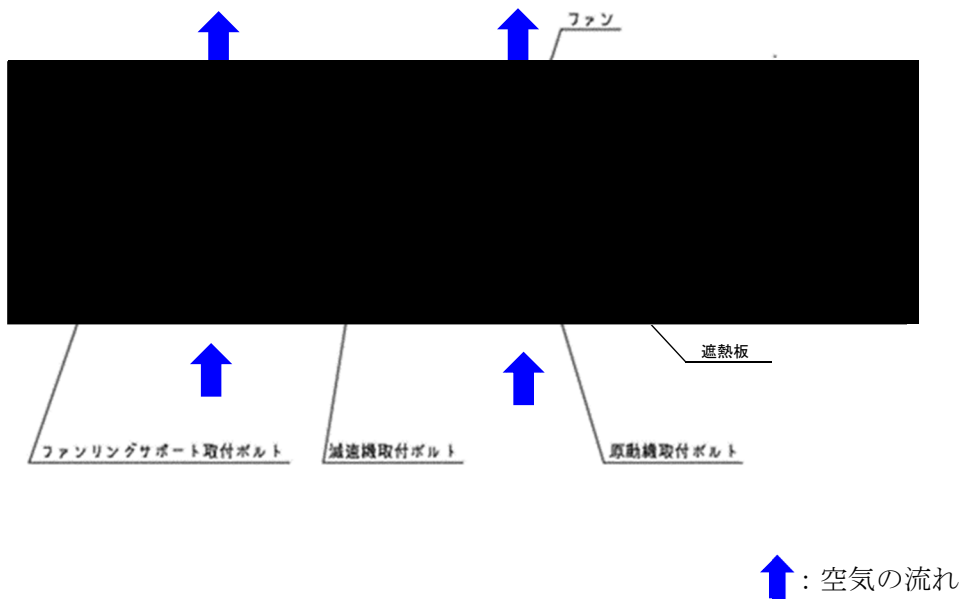 ファン
遮熱板
ファンリングサポート取付ボルト
減速機取付ボルト
原動機取付ボルト
：空気の流れ